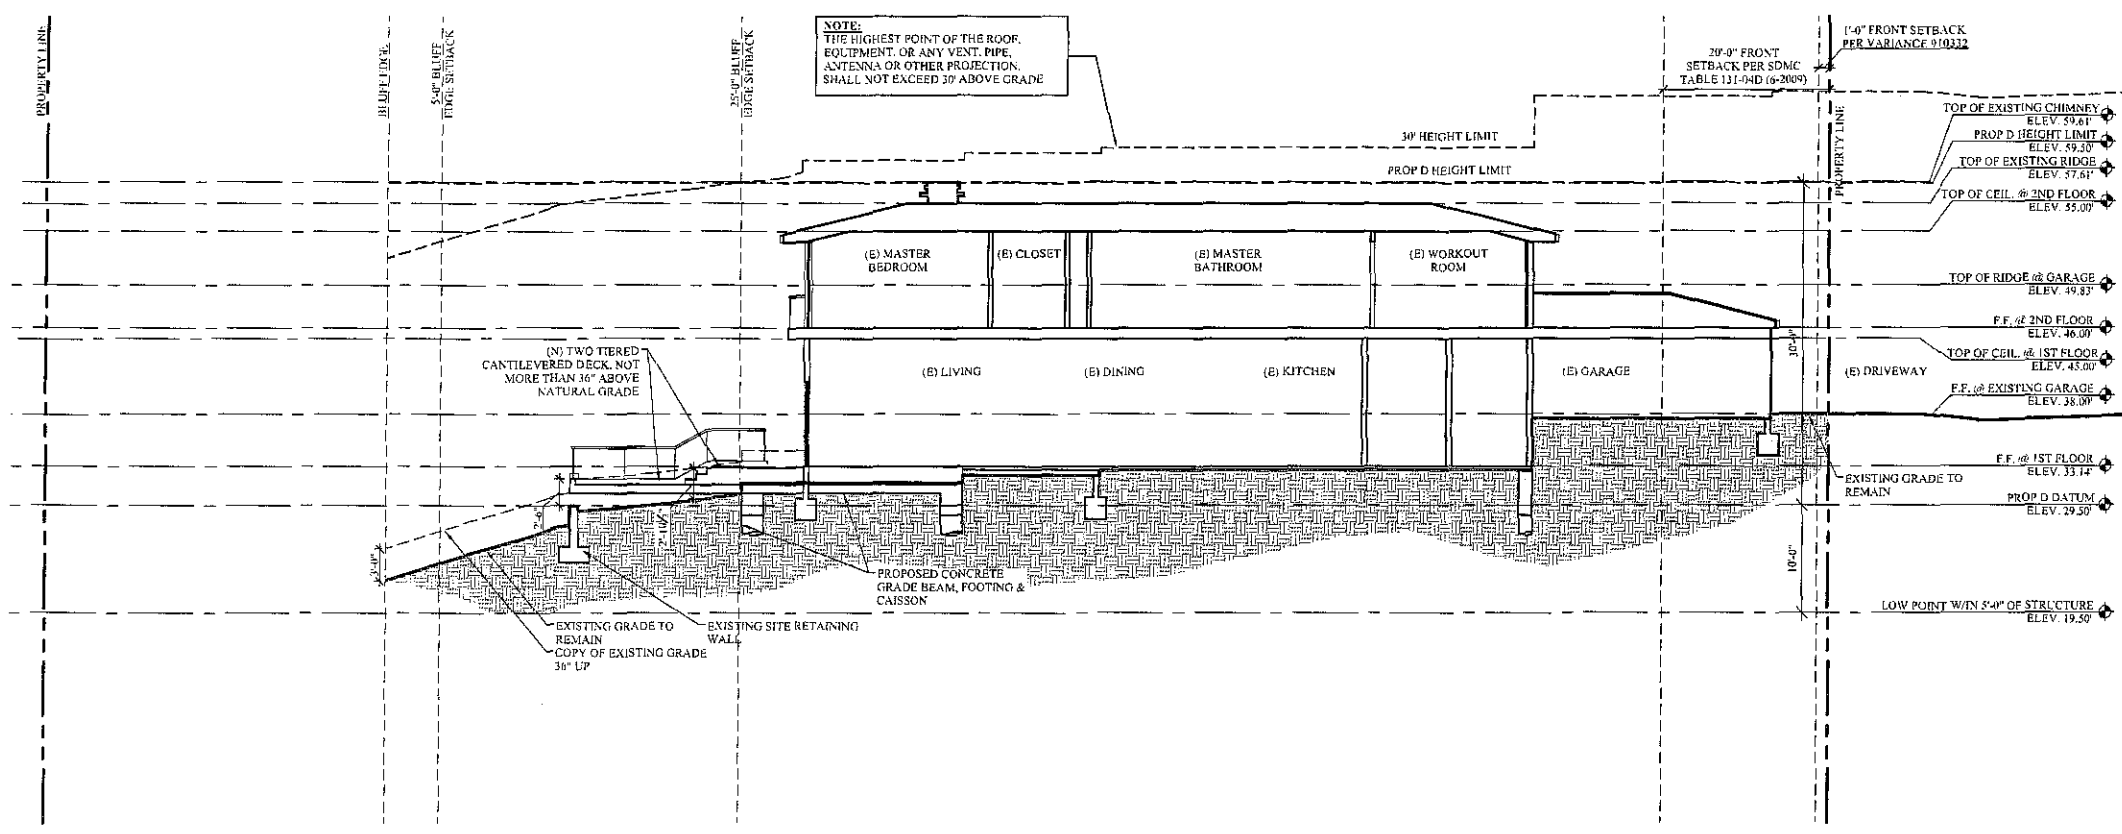 PROPERTY LINE
BLUFF EDGE
5'-0" BLUFF
EDGE SETBACK
25'-0" BLUFF
EDGE SETBACK
NOTE:
THE HIGHEST POINT OF THE ROOF,
EQUIPMENT, OR ANY VENT, PIPE,
ANTENNA OR OTHER PROJECTION,
SHALL NOT EXCEED 30' ABOVE GRADE
20'-0" FRONT
SETBACK PER SDMC
TABLE 131-04D (6-2009)
1'-0" FRONT SETBACK
PER VARIANCE 910332
PROPERTY LINE
30' HEIGHT LIMIT
PROP D HEIGHT LIMIT
TOP OF EXISTING CHIMNEY
ELEV. 59.61'
PROP D HEIGHT LIMIT
ELEV. 59.50'
TOP OF EXISTING RIDGE
ELEV. 57.61'
TOP OF CEIL. @ 2ND FLOOR
ELEV. 55.00'
TOP OF RIDGE @ GARAGE
ELEV. 49.83'
F.F. @ 2ND FLOOR
ELEV. 46.00'
TOP OF CEIL. @ 1ST FLOOR
ELEV. 45.00'
F.F. @ EXISTING GARAGE
ELEV. 38.00'
F.F. @ 1ST FLOOR
ELEV. 33.14'
EXISTING GRADE TO
REMAIN
PROP D DATUM
ELEV. 29.50'
LOW POINT W/IN 5'-0" OF STRUCTURE
ELEV. 19.50'
(E) MASTER
BEDROOM
(E) CLOSET
(E) MASTER
BATHROOM
(E) WORKOUT
ROOM
(E) LIVING
(E) DINING
(E) KITCHEN
(E) GARAGE
(E) DRIVEWAY
30'-0"
10'-0"
(N) TWO TIERED
CANTILEVERED DECK, NOT
MORE THAN 36" ABOVE
NATURAL GRADE
3'-0"
2'-6"
PROPOSED CONCRETE
GRADE BEAM, FOOTING &
CAISSON
EXISTING GRADE TO
REMAIN
COPY OF EXISTING GRADE
36" UP
EXISTING SITE RETAINING
WALL